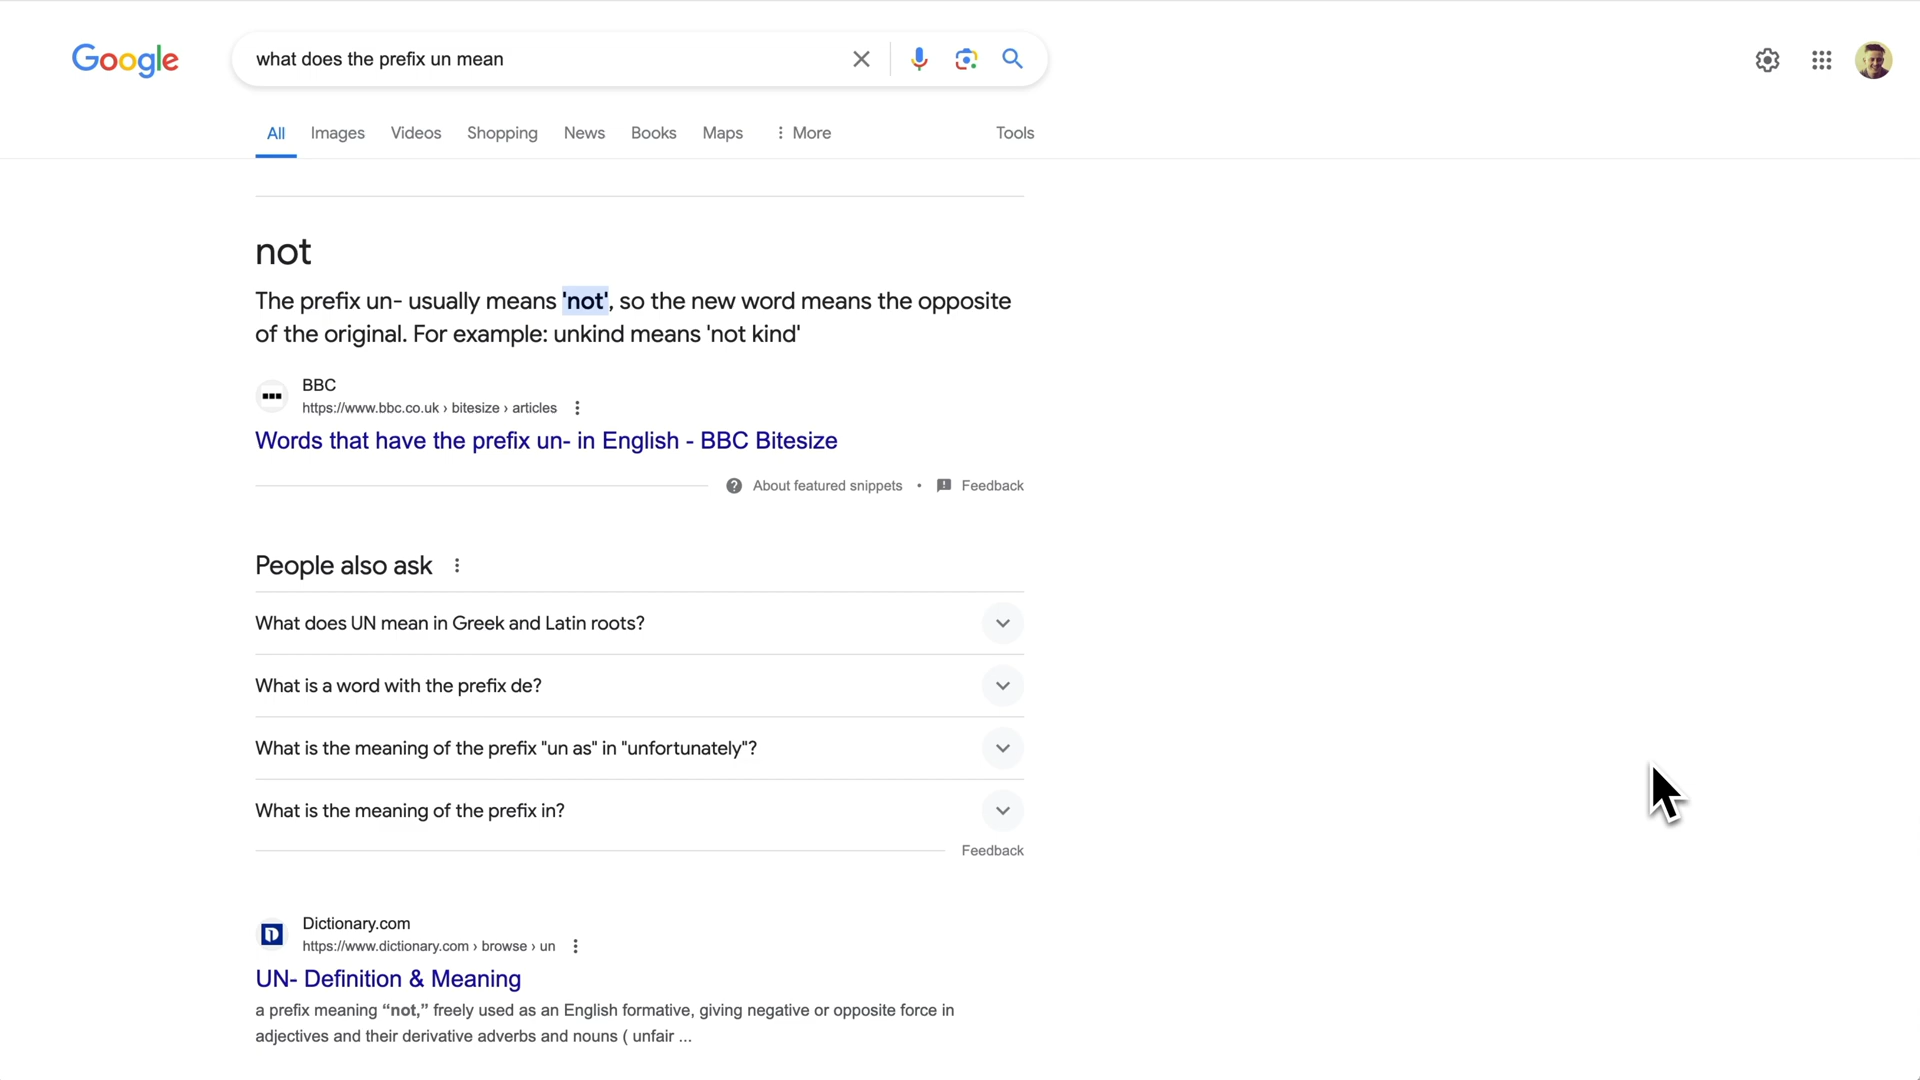 Google
what does the prefix un mean
All Images Videos Shopping News Books Maps More Tools
not
The prefix un- usually means 'not', so the new word means the opposite
of the original. For example: unkind means 'not kind'
BBC
https://www.bbc.co.uk › bitesize › articles
Words that have the prefix un- in English - BBC Bitesize
About featured snippets • Feedback
People also ask
What does UN mean in Greek and Latin roots?
What is a word with the prefix de?
What is the meaning of the prefix "un as" in "unfortunately"?
What is the meaning of the prefix in?
Feedback
Dictionary.com
https://www.dictionary.com › browse › un
UN- Definition & Meaning
a prefix meaning “not,” freely used as an English formative, giving negative or opposite force in
adjectives and their derivative adverbs and nouns ( unfair ...